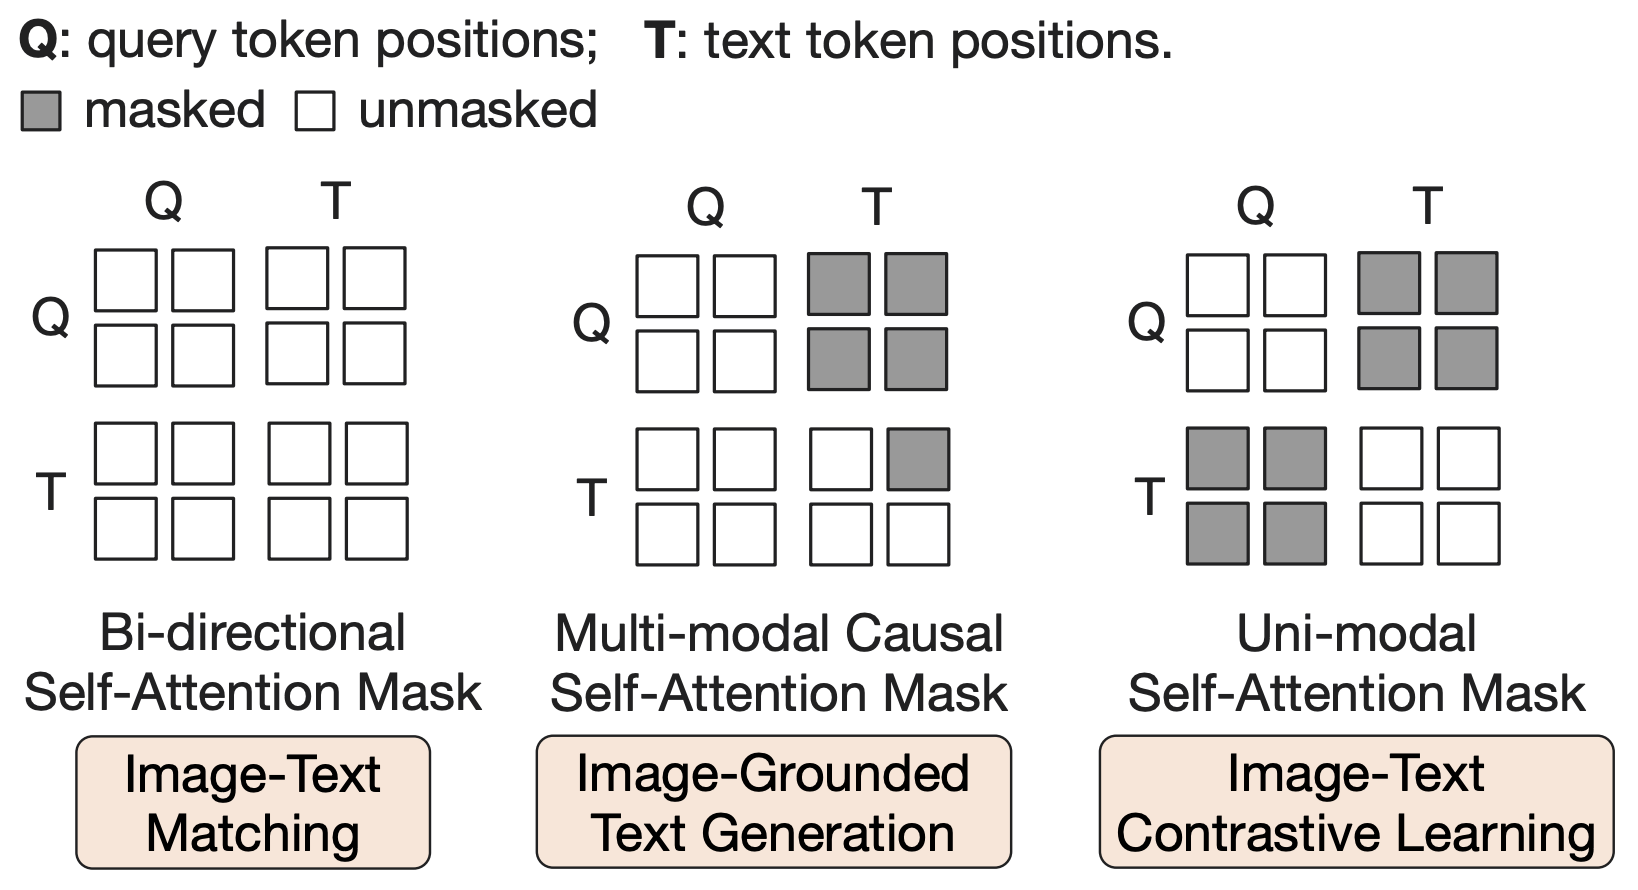 Q: query token positions; T: text token positions.
masked unmasked
Q T
Q
T
Bi-directional
Self-Attention Mask
Image-Text
Matching
Q T
Q
T
Multi-modal Causal
Self-Attention Mask
Image-Grounded
Text Generation
Q T
Q
T
Uni-modal
Self-Attention Mask
Image-Text
Contrastive Learning